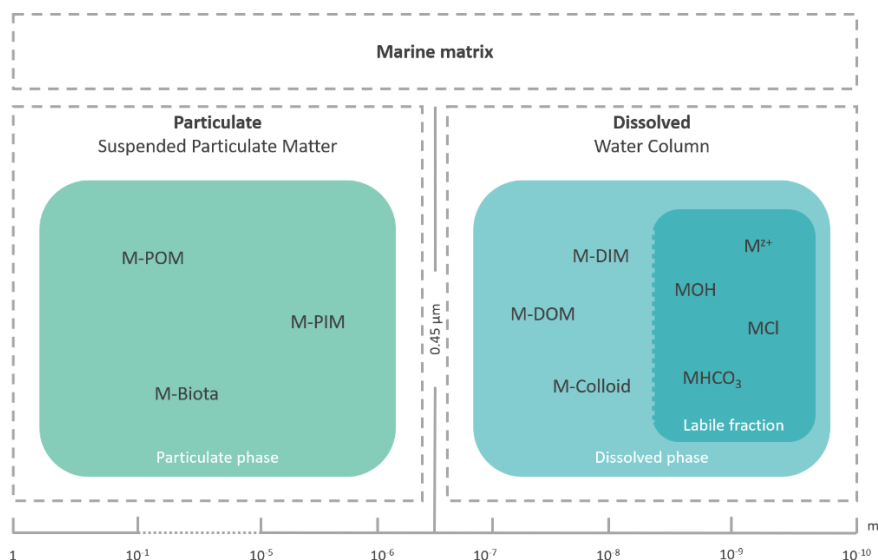 Marine matrix
Particulate
Suspended Particulate Matter
M-POM
M-PIM
M-Biota
Particulate phase
0.45 µm
Dissolved
Water Column
M-DIM
M-DOM
M-Colloid
Mᶻ⁺
MOH
MCl
MHCO₃
Labile fraction
Dissolved phase
1 10⁻¹ 10⁻⁵ 10⁻⁶ 10⁻⁷ 10⁻⁸ 10⁻⁹ 10⁻¹⁰ m